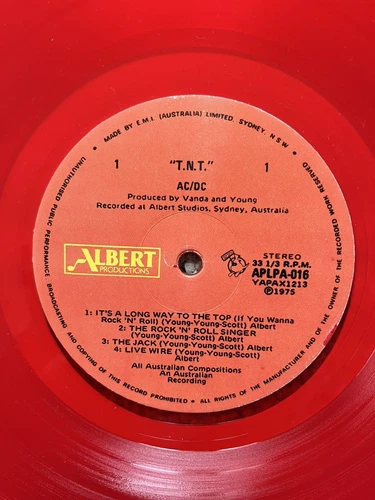 • MADE BY E.M.I. (AUSTRALIA) LIMITED, SYDNEY, N.S.W. •
UNAUTHORISED PUBLIC PERFORMANCE BROADCASTING AND COPYING OF THIS RECORD PROHIBITED • ALL RIGHTS OF THE MANUFACTURER AND OF THE OWNER OF THE RECORDED WORK RESERVED
1 "T.N.T." 1
AC/DC
Produced by Vanda and Young
Recorded at Albert Studios, Sydney, Australia
ALBERT
PRODUCTIONS
STEREO
33 1/3 R.P.M.
APLPA-016
YAPAX1213
Ⓟ1975
1: IT'S A LONG WAY TO THE TOP (If You Wanna
Rock 'N' Roll) (Young-Young-Scott) Albert
2: THE ROCK 'N' ROLL SINGER
(Young-Young-Scott) Albert
3: THE JACK (Young-Young-Scott) Albert
4: LIVE WIRE (Young-Young-Scott)
Albert
All Australian Compositions
An Australian
Recording